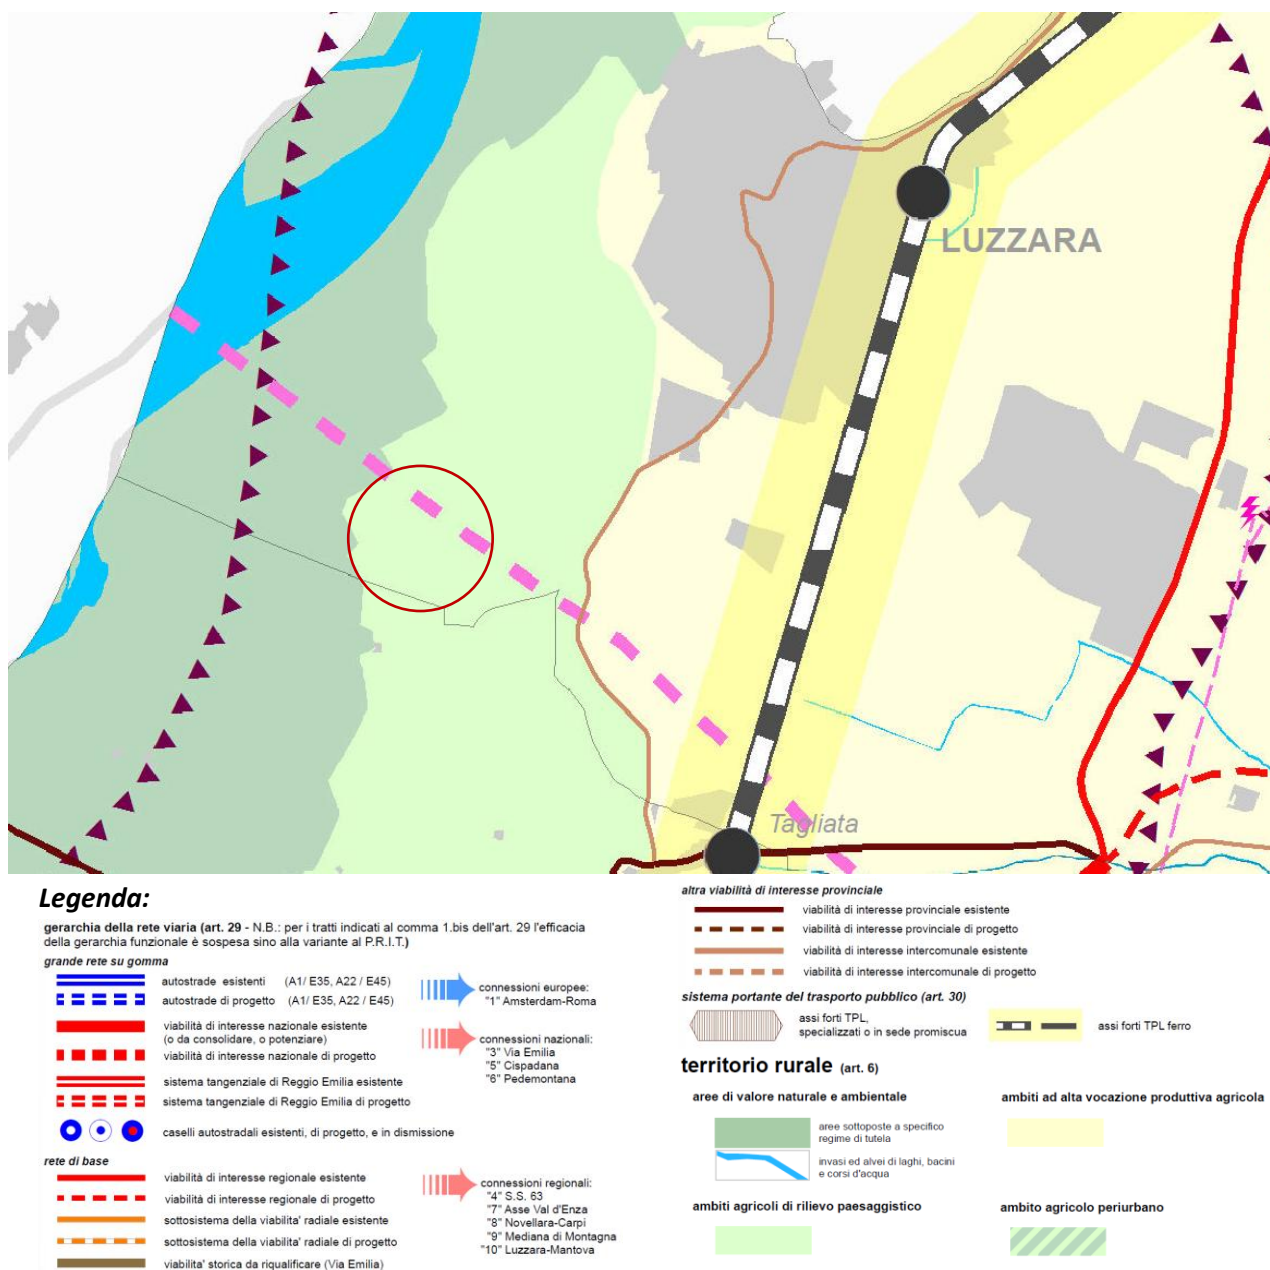 LUZZARA
Tagliata
Legenda:
gerarchia della rete viaria (art. 29 - N.B.: per i tratti indicati al comma 1.bis dell'art. 29 l'efficacia
della gerarchia funzionale è sospesa sino alla variante al P.R.I.T.)
grande rete su gomma
autostrade esistenti (A1/ E35, A22 / E45)
autostrade di progetto (A1/ E35, A22 / E45)
connessioni europee:
"1" Amsterdam-Roma
viabilità di interesse nazionale esistente
(o da consolidare, o potenziare)
viabilità di interesse nazionale di progetto
connessioni nazionali:
"3" Via Emilia
"5" Cispadana
"6" Pedemontana
sistema tangenziale di Reggio Emilia esistente
sistema tangenziale di Reggio Emilia di progetto
caselli autostradali esistenti, di progetto, e in dismissione
rete di base
viabilità di interesse regionale esistente
viabilità di interesse regionale di progetto
sottosistema della viabilita' radiale esistente
sottosistema della viabilita' radiale di progetto
viabilita' storica da riqualificare (Via Emilia)
connessioni regionali:
"4" S.S. 63
"7" Asse Val d'Enza
"8" Novellara-Carpi
"9" Mediana di Montagna
"10" Luzzara-Mantova
altra viabilità di interesse provinciale
viabilità di interesse provinciale esistente
viabilità di interesse provinciale di progetto
viabilità di interesse intercomunale esistente
viabilità di interesse intercomunale di progetto
sistema portante del trasporto pubblico (art. 30)
assi forti TPL,
specializzati o in sede promiscua
assi forti TPL ferro
territorio rurale (art. 6)
aree di valore naturale e ambientale
aree sottoposte a specifico
regime di tutela
invasi ed alvei di laghi, bacini
e corsi d'acqua
ambiti ad alta vocazione produttiva agricola
ambiti agricoli di rilievo paesaggistico
ambito agricolo periurbano